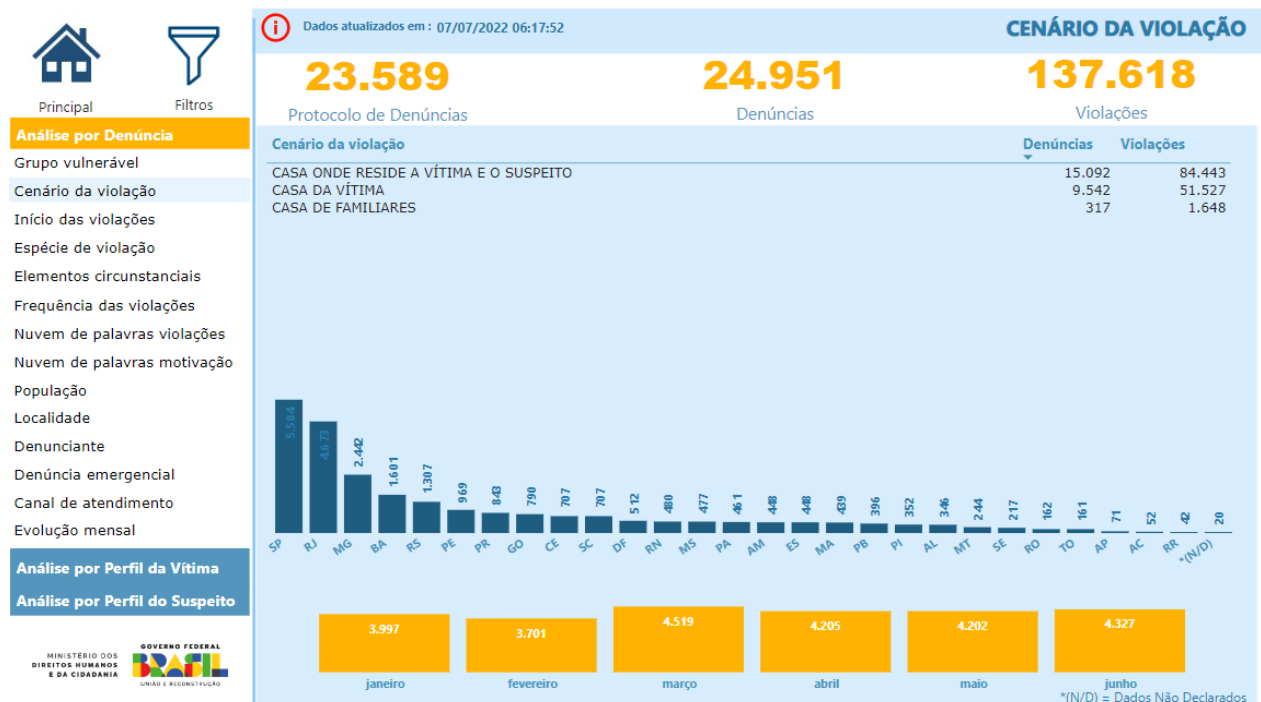 Principal
Filtros
Análise por Denúncia
Grupo vulnerável
Cenário da violação
Início das violações
Espécie de violação
Elementos circunstanciais
Frequência das violações
Nuvem de palavras violações
Nuvem de palavras motivação
População
Localidade
Denunciante
Denúncia emergencial
Canal de atendimento
Evolução mensal
Análise por Perfil da Vítima
Análise por Perfil do Suspeito
MINISTÉRIO DOS
DIREITOS HUMANOS
E DA CIDADANIA
GOVERNO FEDERAL
BRASIL
UNIÃO E RECONSTRUÇÃO
Dados atualizados em : 07/07/2022 06:17:52
CENÁRIO DA VIOLAÇÃO
23.589 24.951 137.618
Protocolo de Denúncias Denúncias Violações
Cenário da violação Denúncias Violações
CASA ONDE RESIDE A VÍTIMA E O SUSPEITO 15.092 84.443
CASA DA VÍTIMA 9.542 51.527
CASA DE FAMILIARES 317 1.648
5.584 4.673 2.442 1.601 1.307 969 843 790 707 707 512 480 477 461 448 448 439 396 352 346 244 217 162 161 71 52 42 20
SP RJ MG BA RS PE PR GO CE SC DF RN MS PA AM ES MA PB PI AL MT SE RO TO AP AC RR *(N/D)
3.997 3.701 4.519 4.205 4.202 4.327
janeiro fevereiro março abril maio junho
*(N/D) = Dados Não Declarados